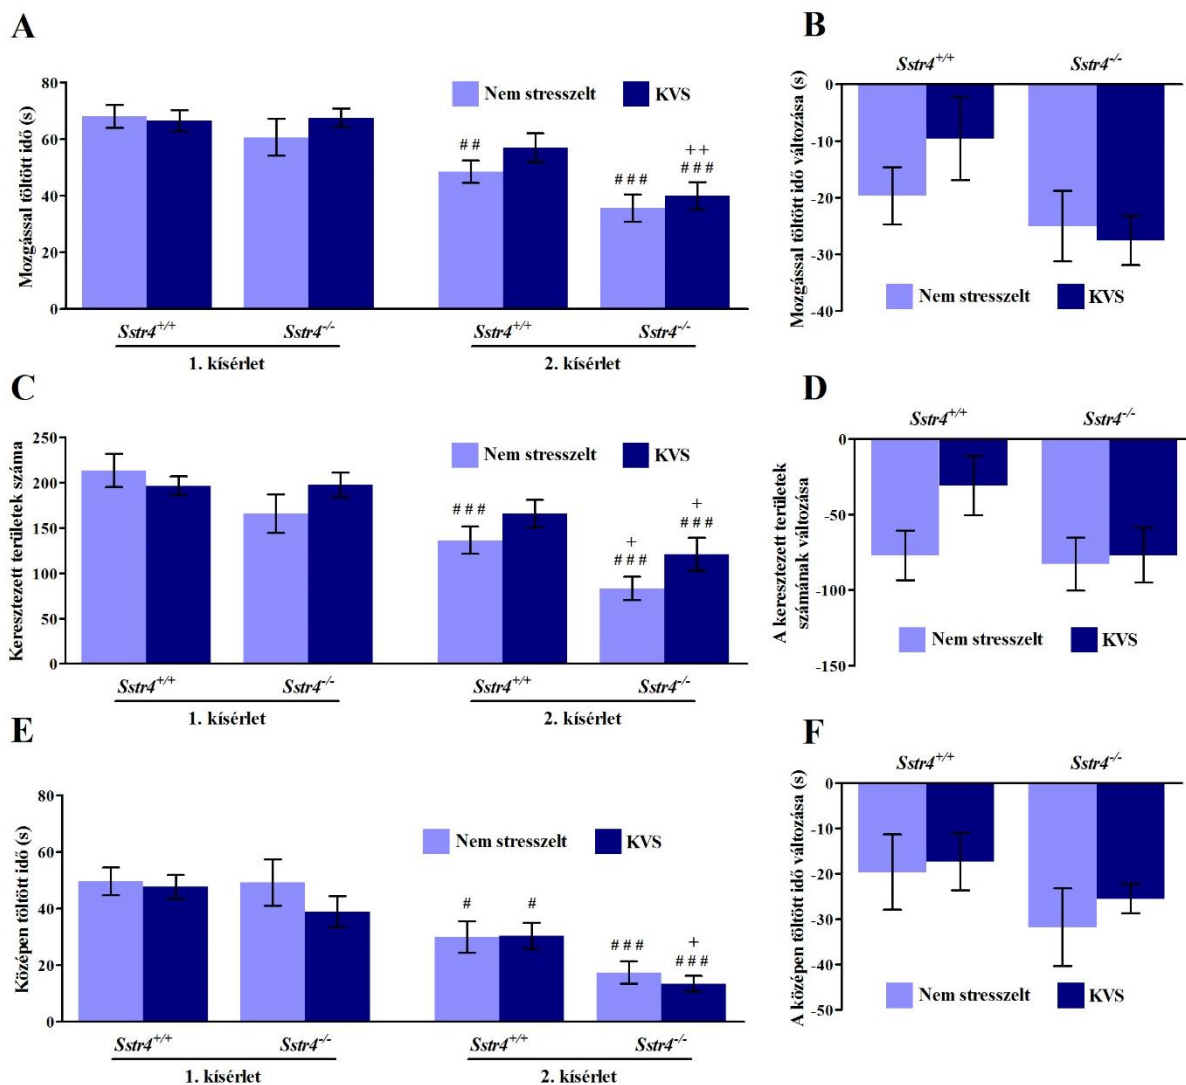 A
Mozgással töltött idő (s)
80
60
40
20
0
Nem stresszelt
KVS
##
###
++
###
Sstr4+/+
Sstr4-/-
Sstr4+/+
Sstr4-/-
1. kísérlet
2. kísérlet
B
Sstr4+/+
Sstr4-/-
Mozgással töltött idő változása (s)
0
-10
-20
-30
-40
Nem stresszelt
KVS
C
Keresztezett területek száma
250
200
150
100
50
0
Nem stresszelt
KVS
###
+
###
+
###
Sstr4+/+
Sstr4-/-
Sstr4+/+
Sstr4-/-
1. kísérlet
2. kísérlet
D
Sstr4+/+
Sstr4-/-
A keresztezett területek
számának változása
0
-50
-100
-150
Nem stresszelt
KVS
E
Középen töltött idő (s)
80
60
40
20
0
Nem stresszelt
KVS
#
#
###
+
###
Sstr4+/+
Sstr4-/-
Sstr4+/+
Sstr4-/-
1. kísérlet
2. kísérlet
F
Sstr4+/+
Sstr4-/-
A középen töltött idő változása (s)
0
-10
-20
-30
-40
-50
Nem stresszelt
KVS